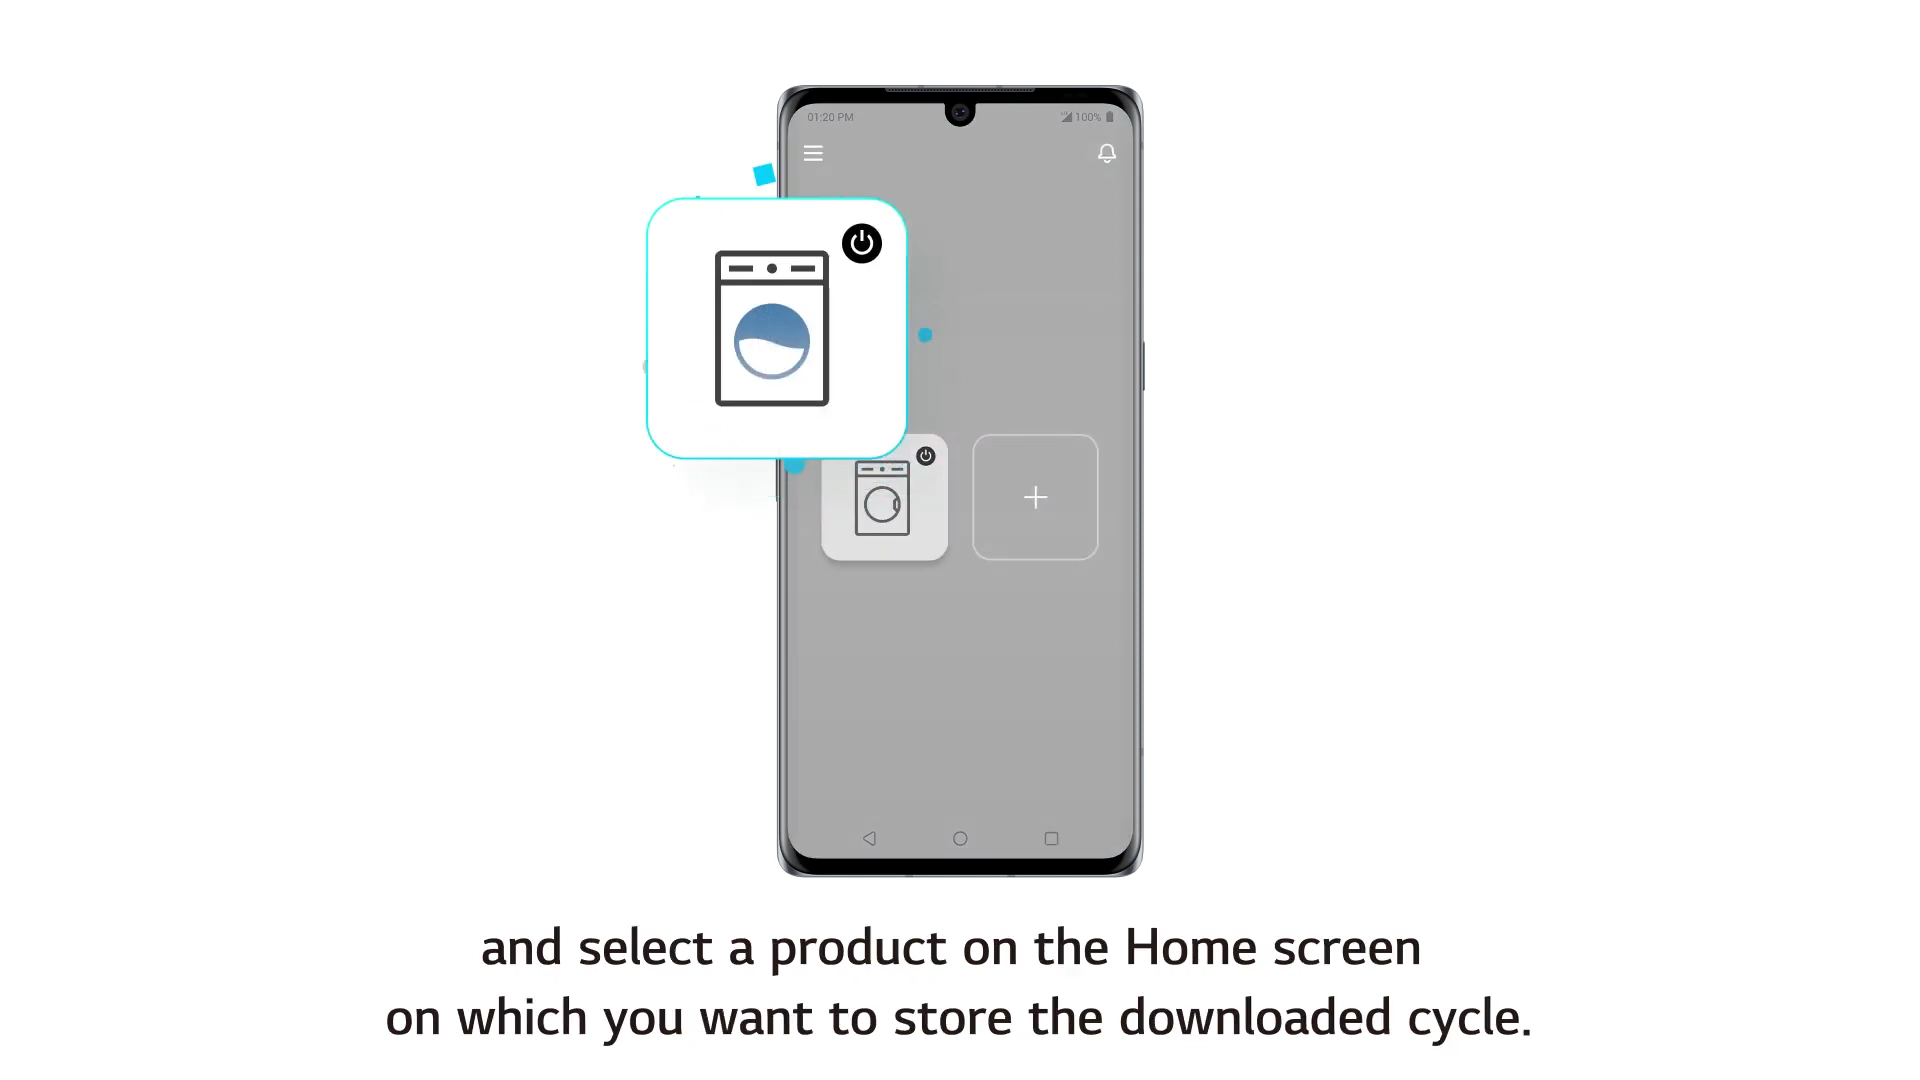 01:20 PM
100%
and select a product on the Home screen
on which you want to store the downloaded cycle.